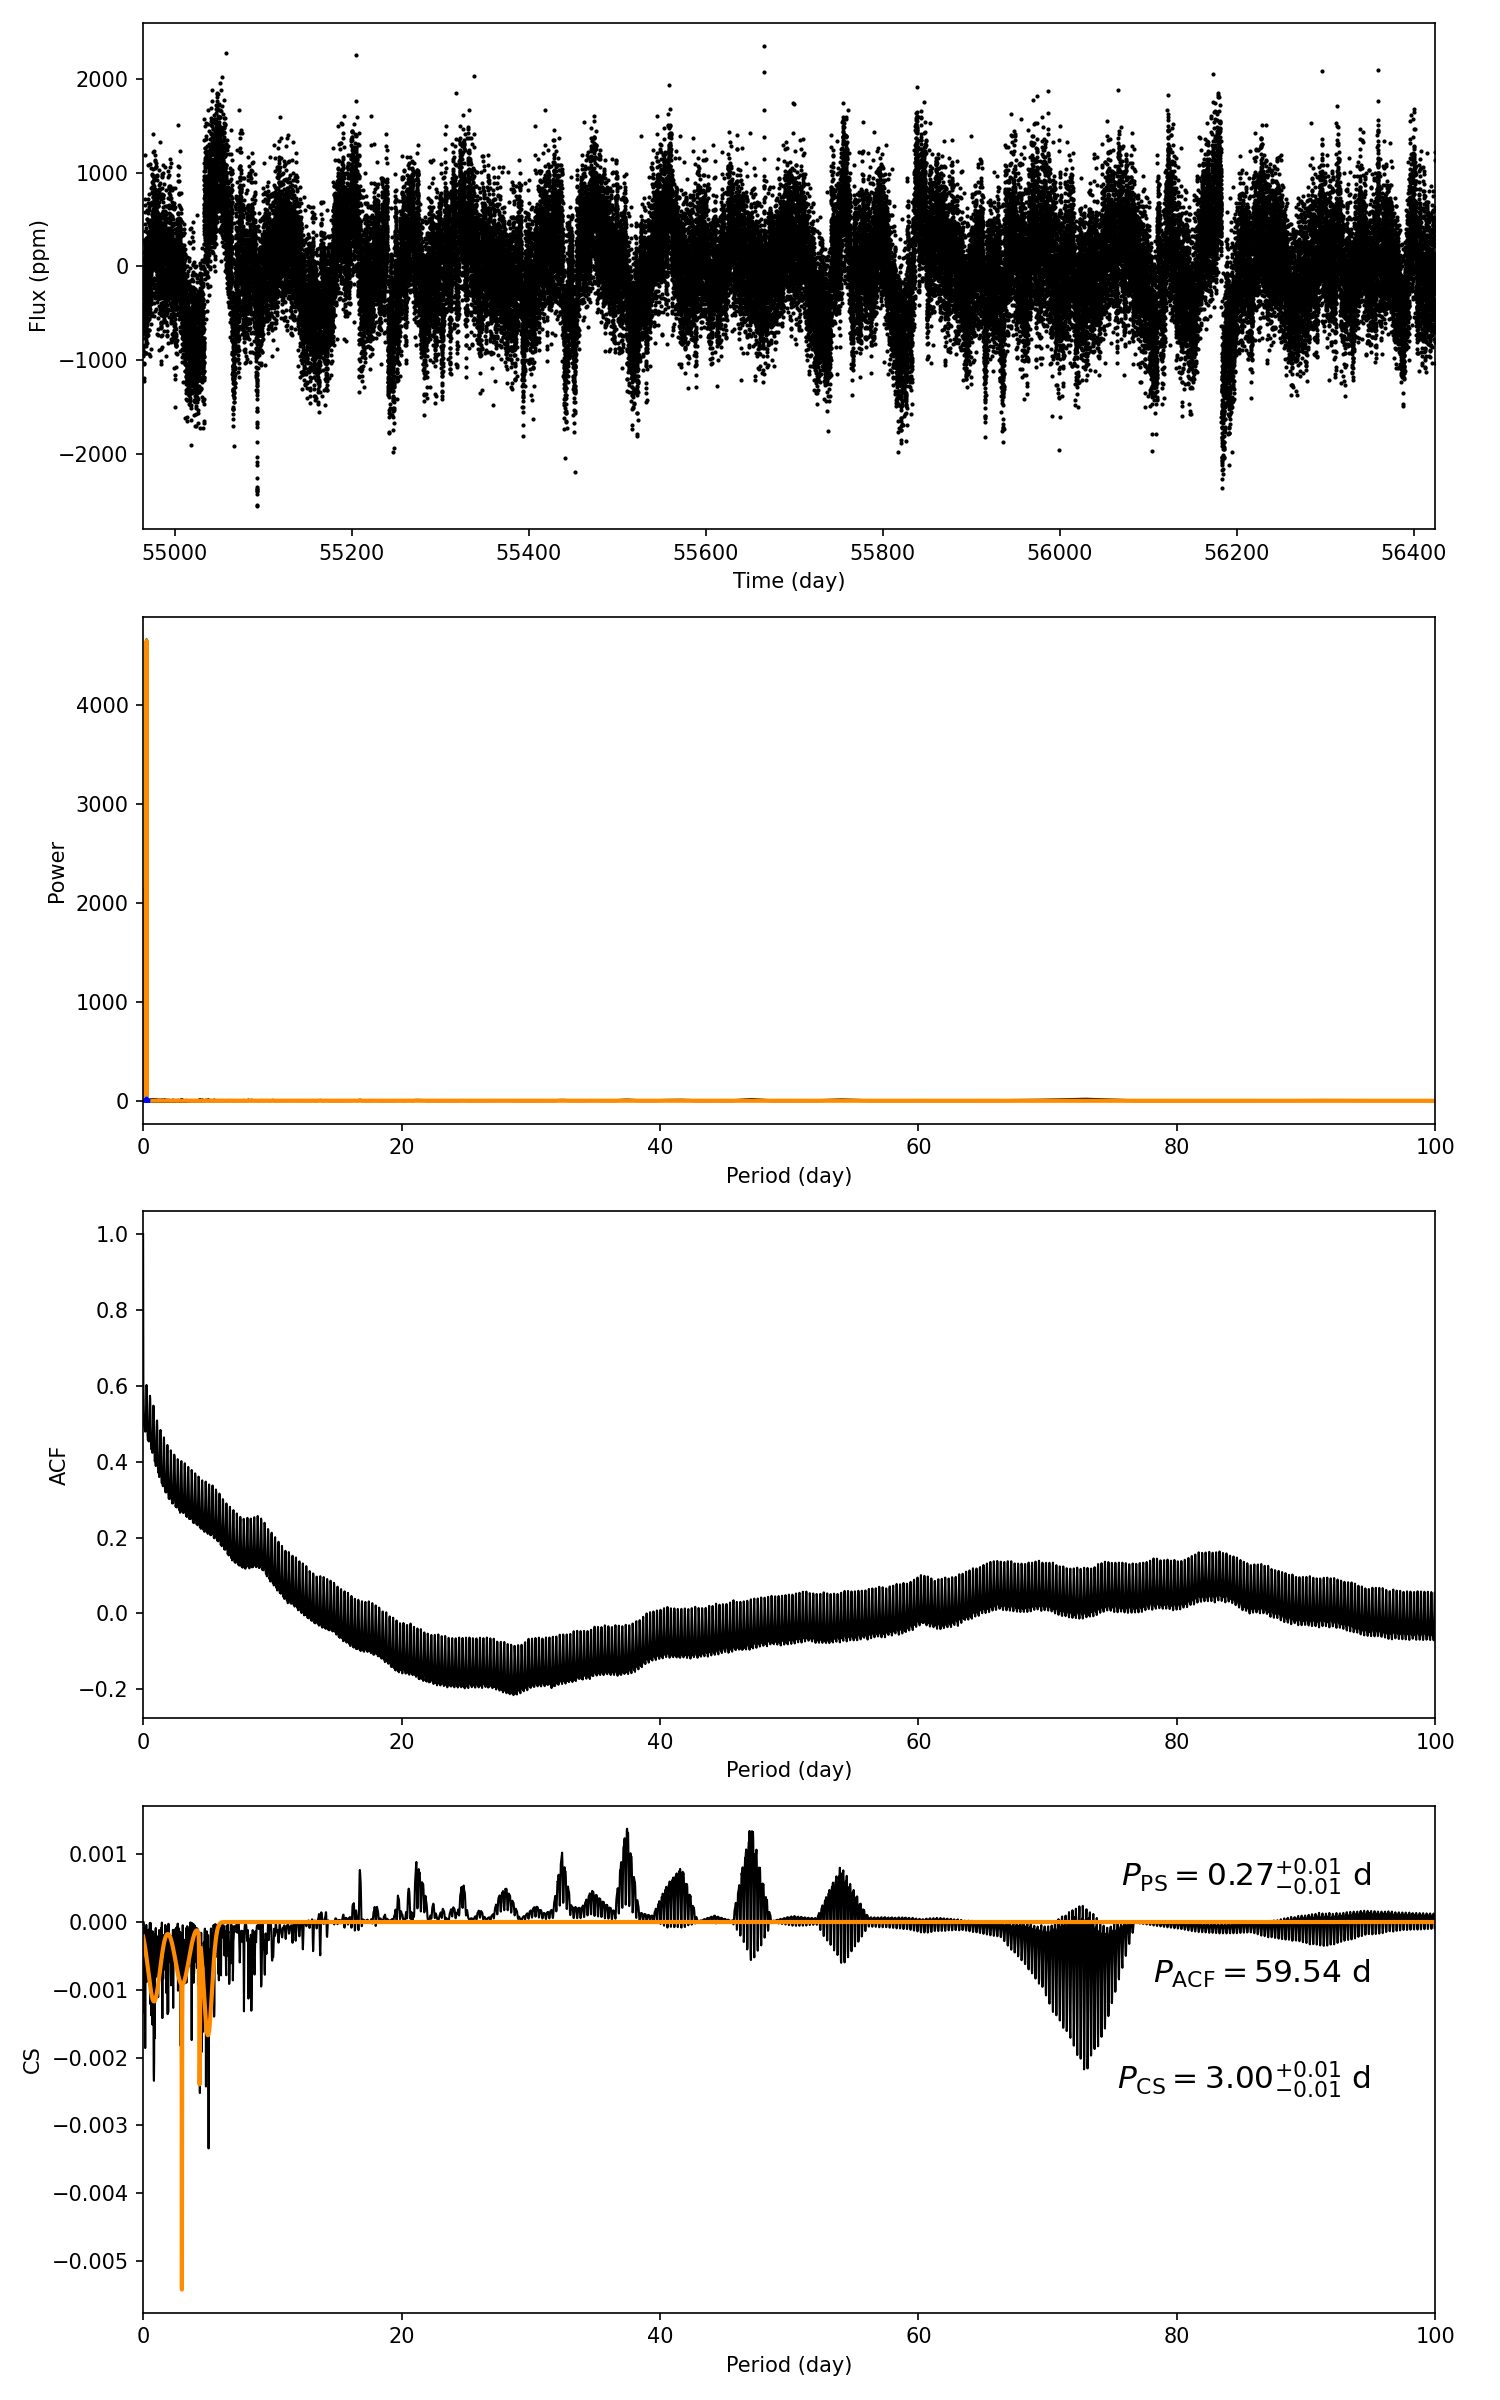 2000
1000
0
−1000
−2000
Flux (ppm)
55000 55200 55400 55600 55800 56000 56200 56400
Time (day)
4000
3000
2000
1000
0
Power
0 20 40 60 80 100
Period (day)
1.0
0.8
0.6
0.4
0.2
0.0
−0.2
ACF
0 20 40 60 80 100
Period (day)
0.001
0.000
−0.001
−0.002
−0.003
−0.004
−0.005
CS
P_PS = 0.27^{+0.01}_{−0.01} d
P_ACF = 59.54 d
P_CS = 3.00^{+0.01}_{−0.01} d
0 20 40 60 80 100
Period (day)